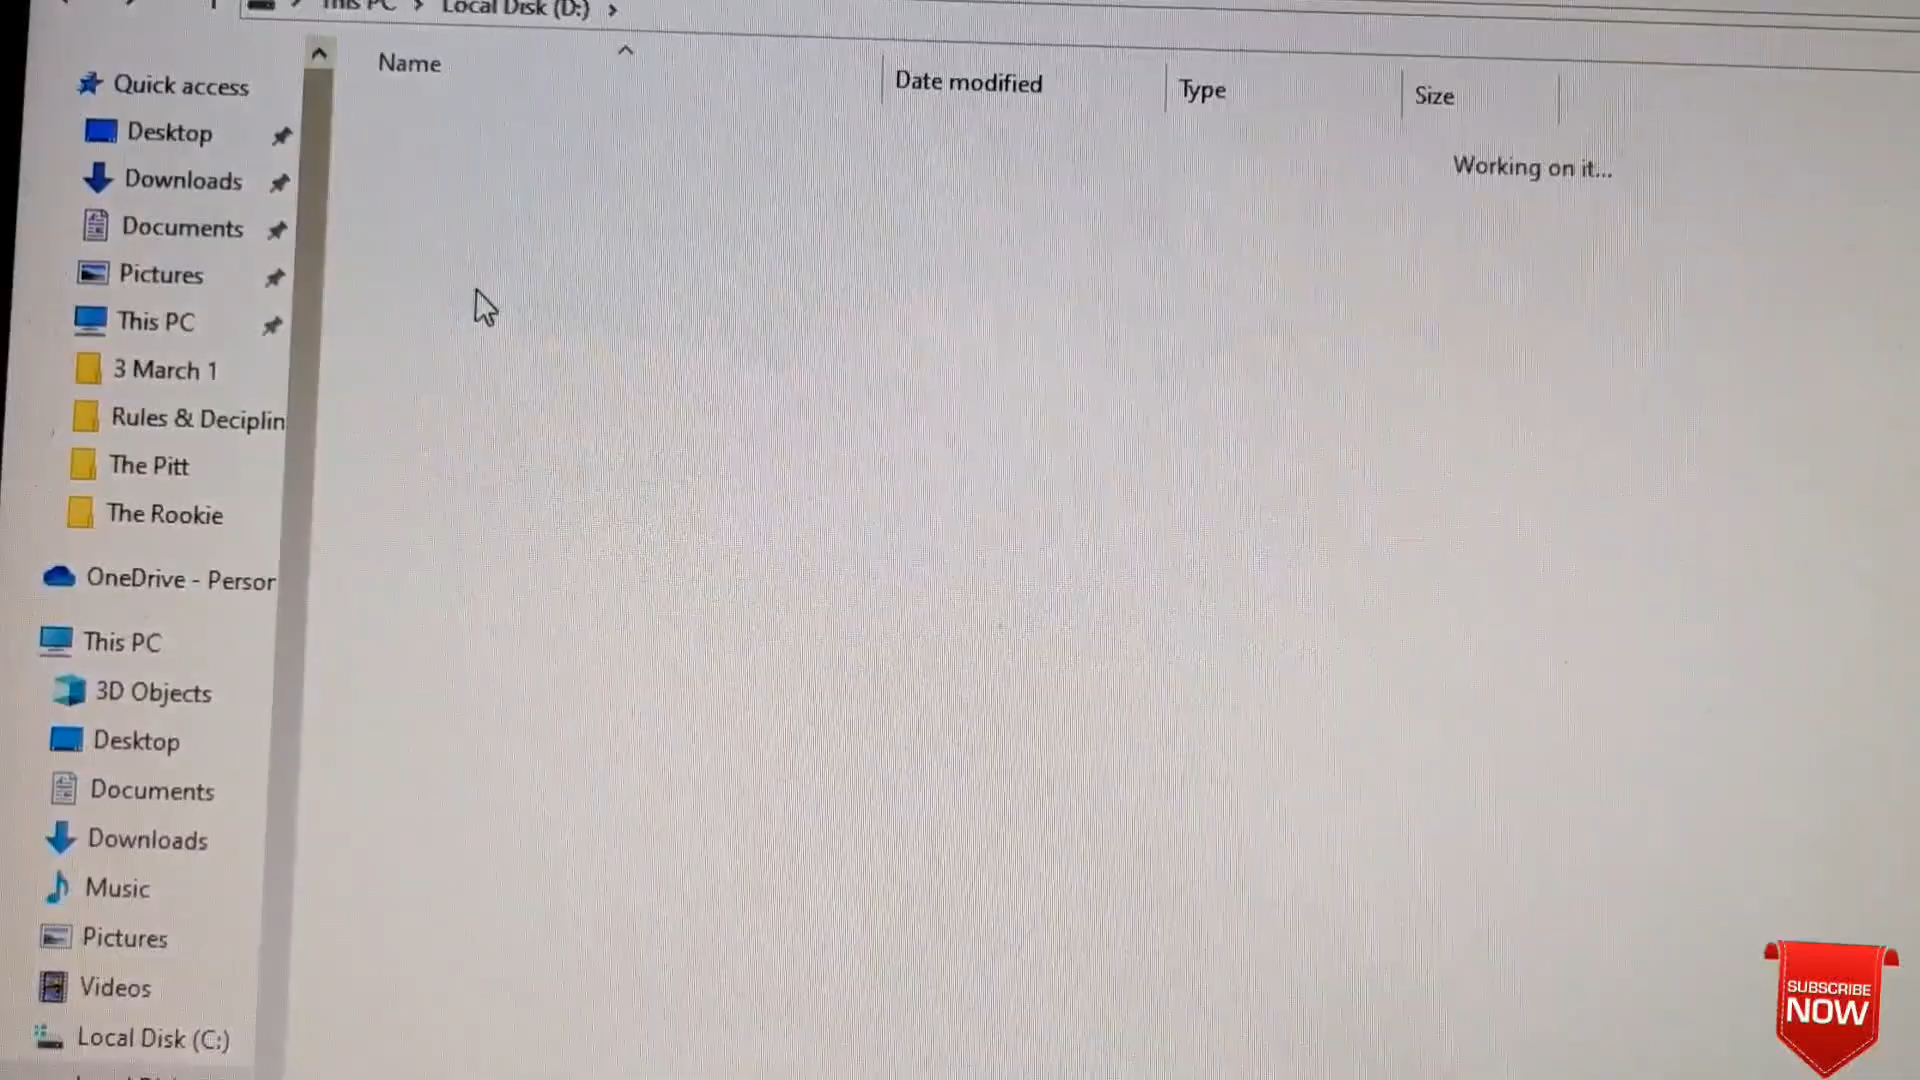 This PC > Local Disk (D:) >
Name
Date modified
Type
Size
Working on it...
Quick access
Desktop
Downloads
Documents
Pictures
This PC
3 March 1
Rules & Deciplin
The Pitt
The Rookie
OneDrive - Persor
This PC
3D Objects
Desktop
Documents
Downloads
Music
Pictures
Videos
Local Disk (C:)
SUBSCRIBE
NOW